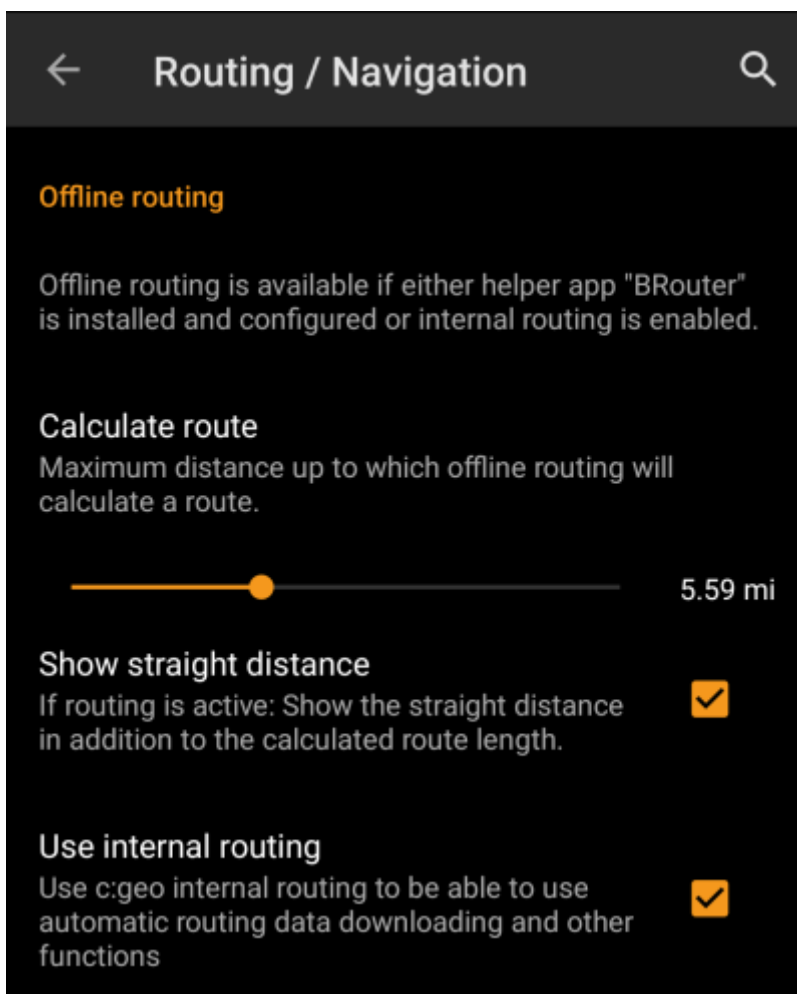 Routing / Navigation
Offline routing
Offline routing is available if either helper app "BRouter"
is installed and configured or internal routing is enabled.
Calculate route
Maximum distance up to which offline routing will
calculate a route.
5.59 mi
Show straight distance
If routing is active: Show the straight distance
in addition to the calculated route length.
Use internal routing
Use c:geo internal routing to be able to use
automatic routing data downloading and other
functions